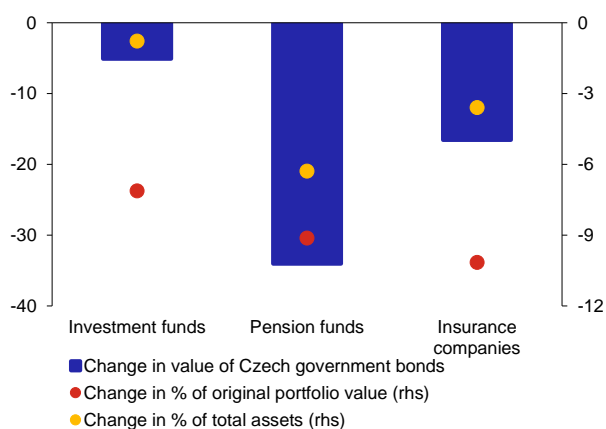 -0 0
-10 -3
-20 -6
-30 -9
-40 -12
Investment funds Pension funds Insurance
companies
Change in value of Czech government bonds
Change in % of original portfolio value (rhs)
Change in % of total assets (rhs)